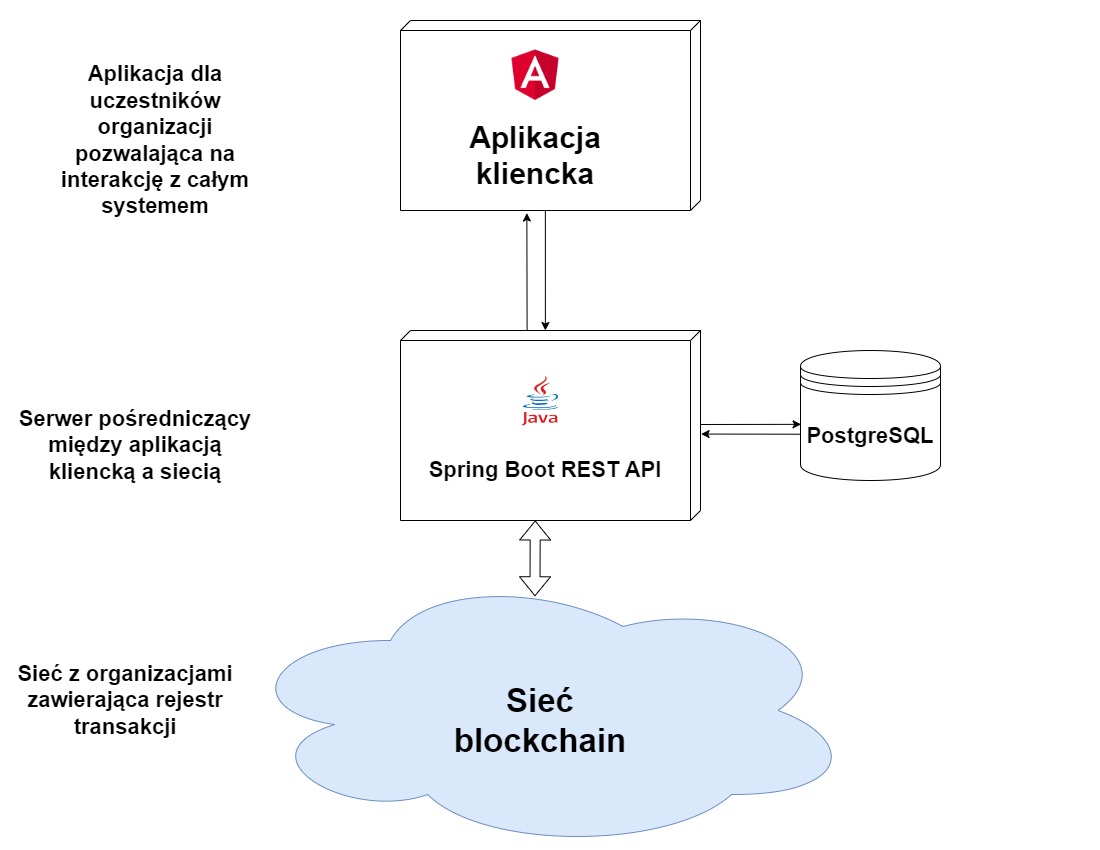 Aplikacja dla
uczestników
organizacji
pozwalająca na
interakcję z całym
systemem
A
Aplikacja
kliencka
Serwer pośredniczący
między aplikacją
kliencką a siecią
Java
Spring Boot REST API
PostgreSQL
Sieć z organizacjami
zawierająca rejestr
transakcji
Sieć
blockchain